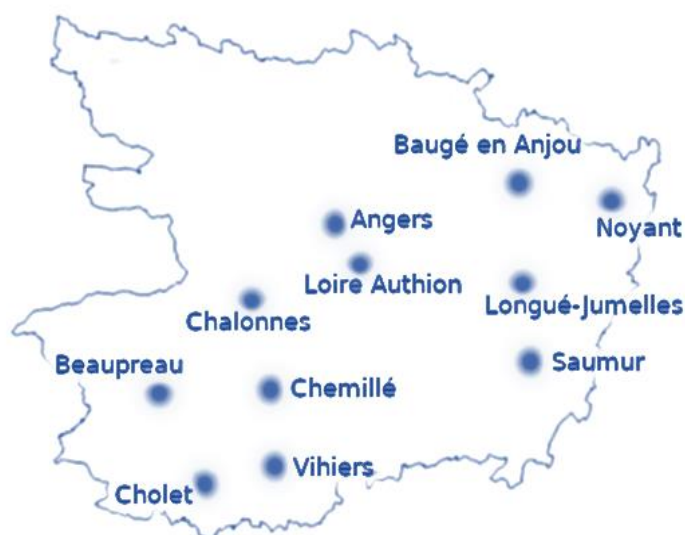 Baugé en Anjou
Angers
Noyant
Loire Authion
Longué-Jumelles
Chalonnes
Beaupreau
Saumur
Chemillé
Vihiers
Cholet